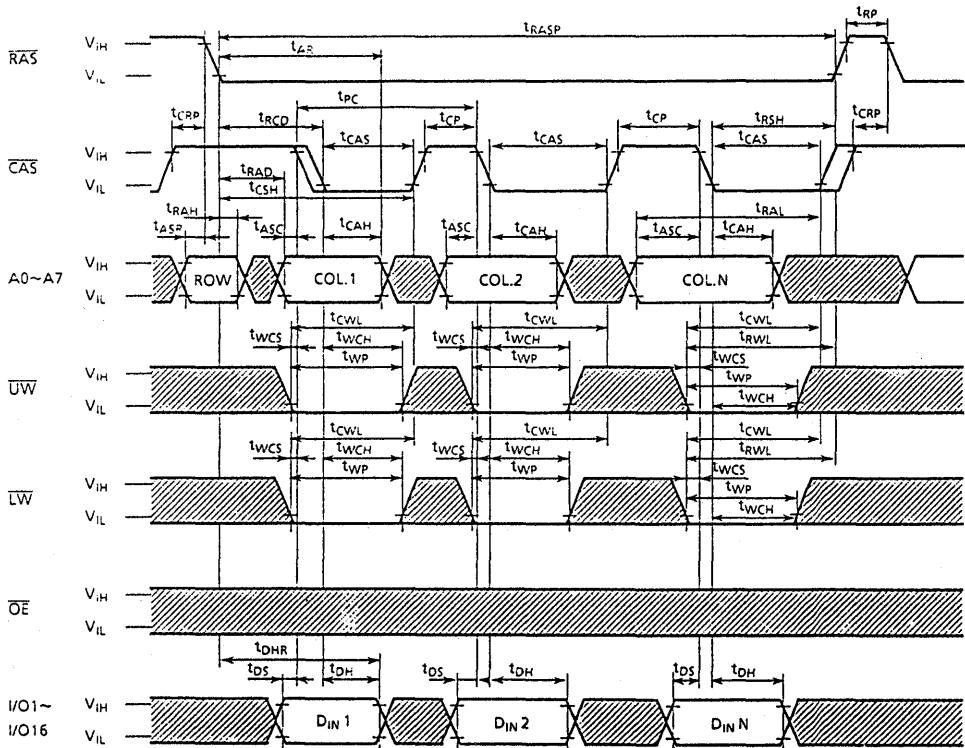 tRP
tRASP
tAR
RAS VIH
VIL
tPC
tCRP tRCD tCP tCP tRSH tCRP
tCAS tCAS tCAS
CAS VIH
VIL
tRAD
tCSH
tRAH tRAL
tASR tASC tCAH tASC tCAH tASC tCAH
A0~A7 VIH
VIL
ROW COL.1 COL.2 COL.N
tCWL tCWL tCWL
tWCS tWCH tWCS tWCH tRWL
tWP tWP tWCS
tWP
tWCH
UW VIH
VIL
tCWL tCWL tCWL
tWCS tWCH tWCS tWCH tRWL
tWP tWP tWCS
tWP
tWCH
LW VIH
VIL
OE VIH
VIL
tDHR
tDS tDH tDS tDH tDS tDH
I/O1~ VIH
I/O16 VIL
DIN 1 DIN 2 DIN N